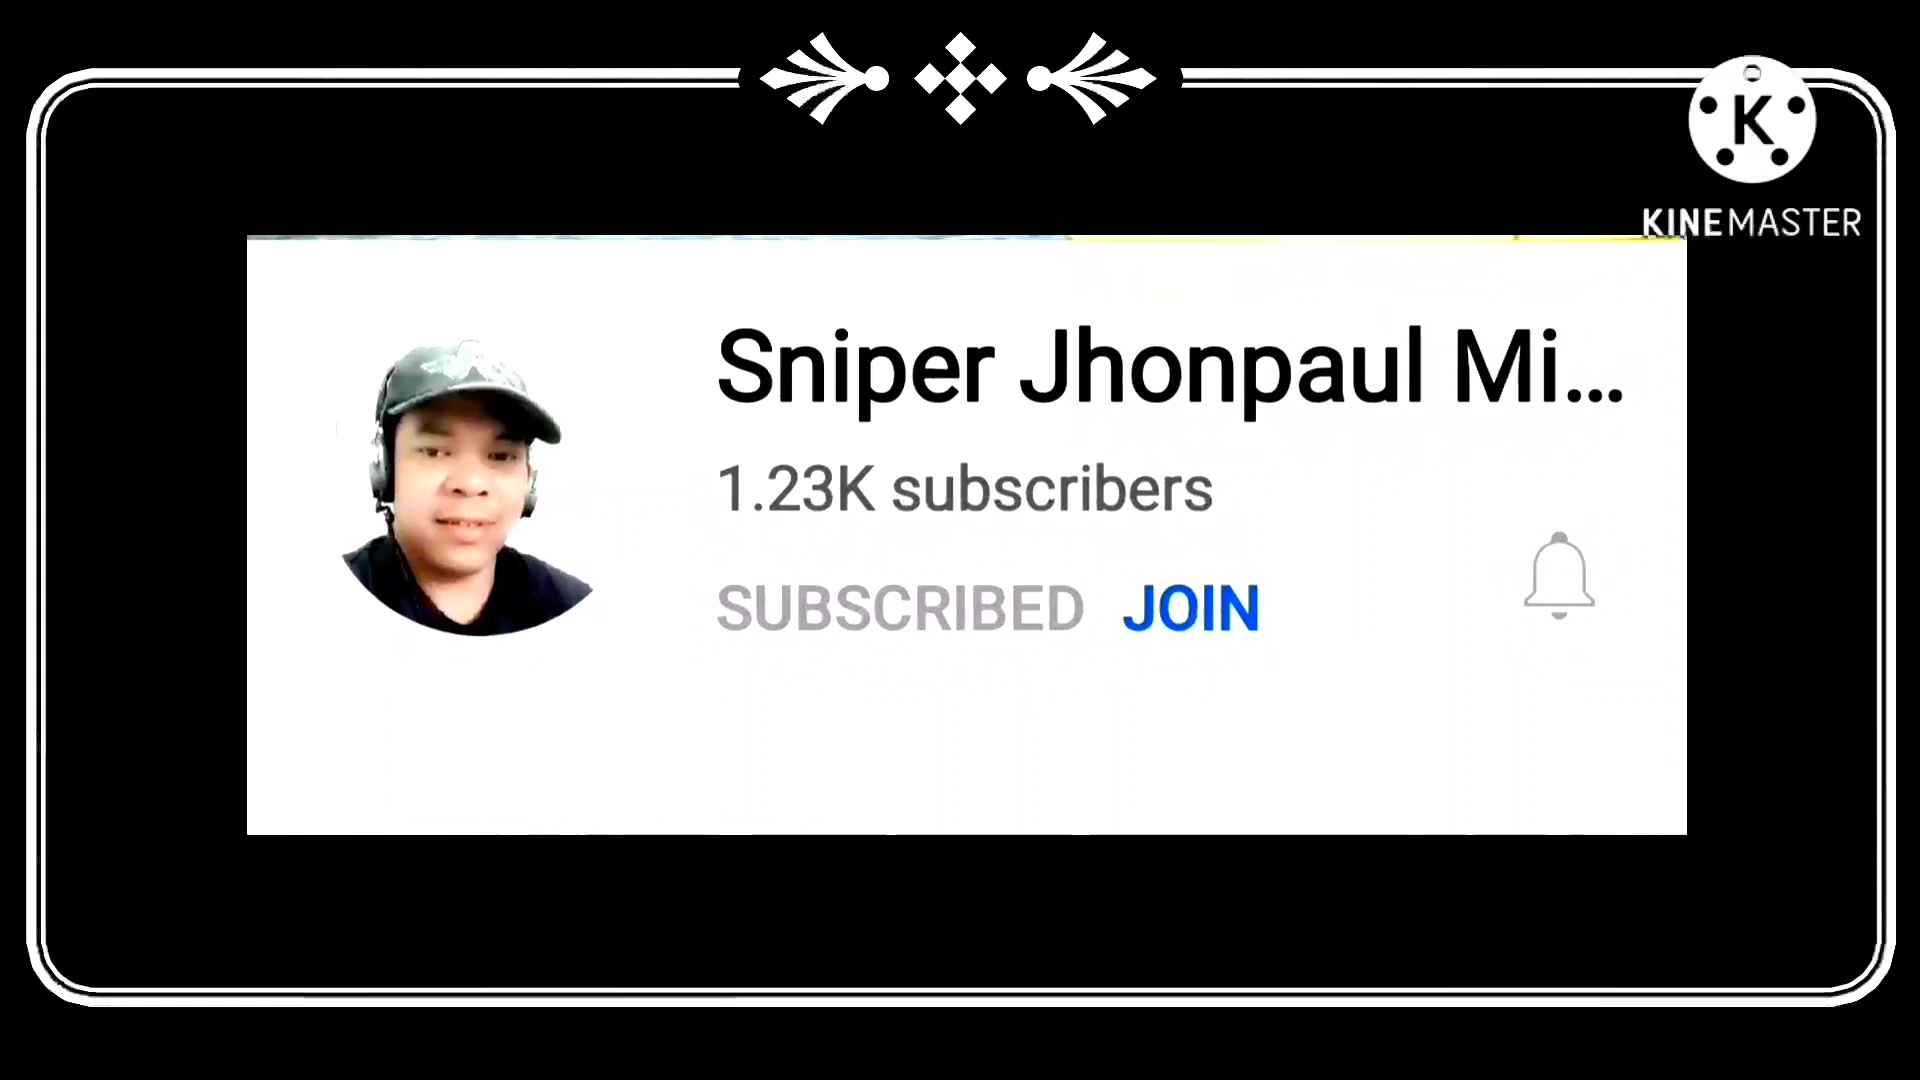 K
KINEMASTER
Sniper Jhonpaul Mi...
1.23K subscribers
SUBSCRIBED JOIN